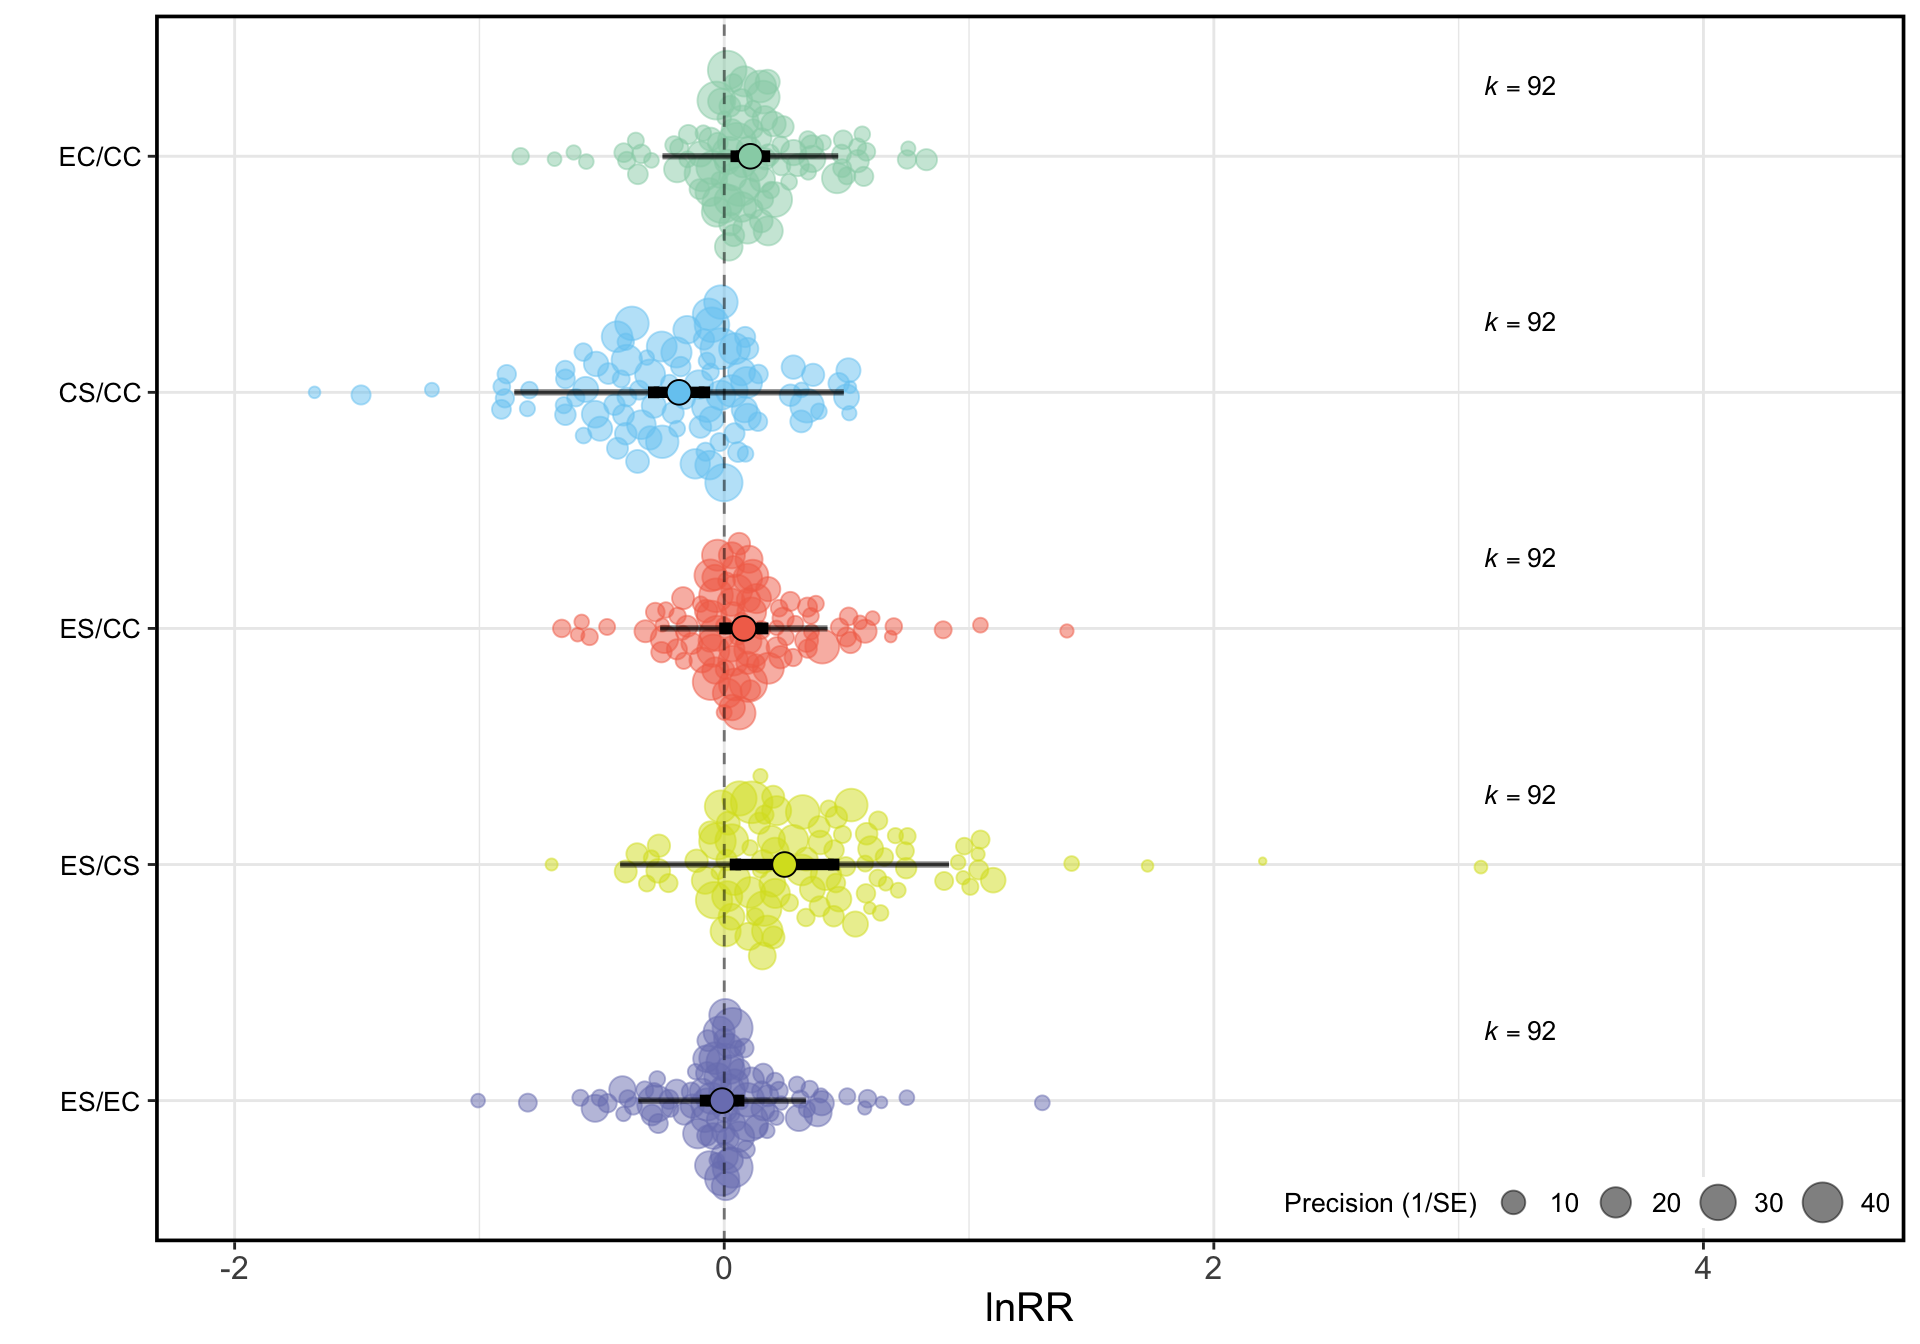 EC/CC
k = 92
CS/CC
k = 92
ES/CC
k = 92
ES/CS
k = 92
ES/EC
k = 92
Precision (1/SE) 10 20 30 40
-2 0 2 4
lnRR